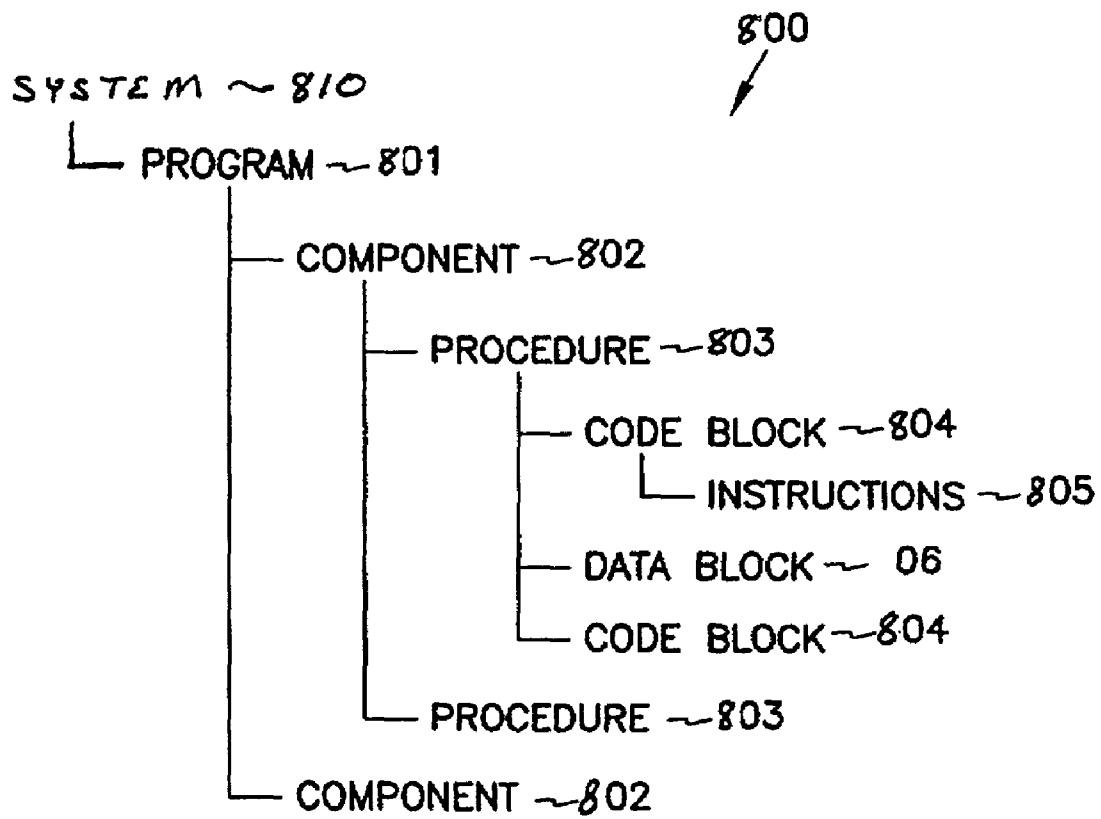 800
SYSTEM ~ 810
PROGRAM ~ 801
COMPONENT ~ 802
PROCEDURE ~ 803
CODE BLOCK ~ 804
INSTRUCTIONS ~ 805
DATA BLOCK ~ 06
CODE BLOCK ~ 804
PROCEDURE ~ 803
COMPONENT ~ 802